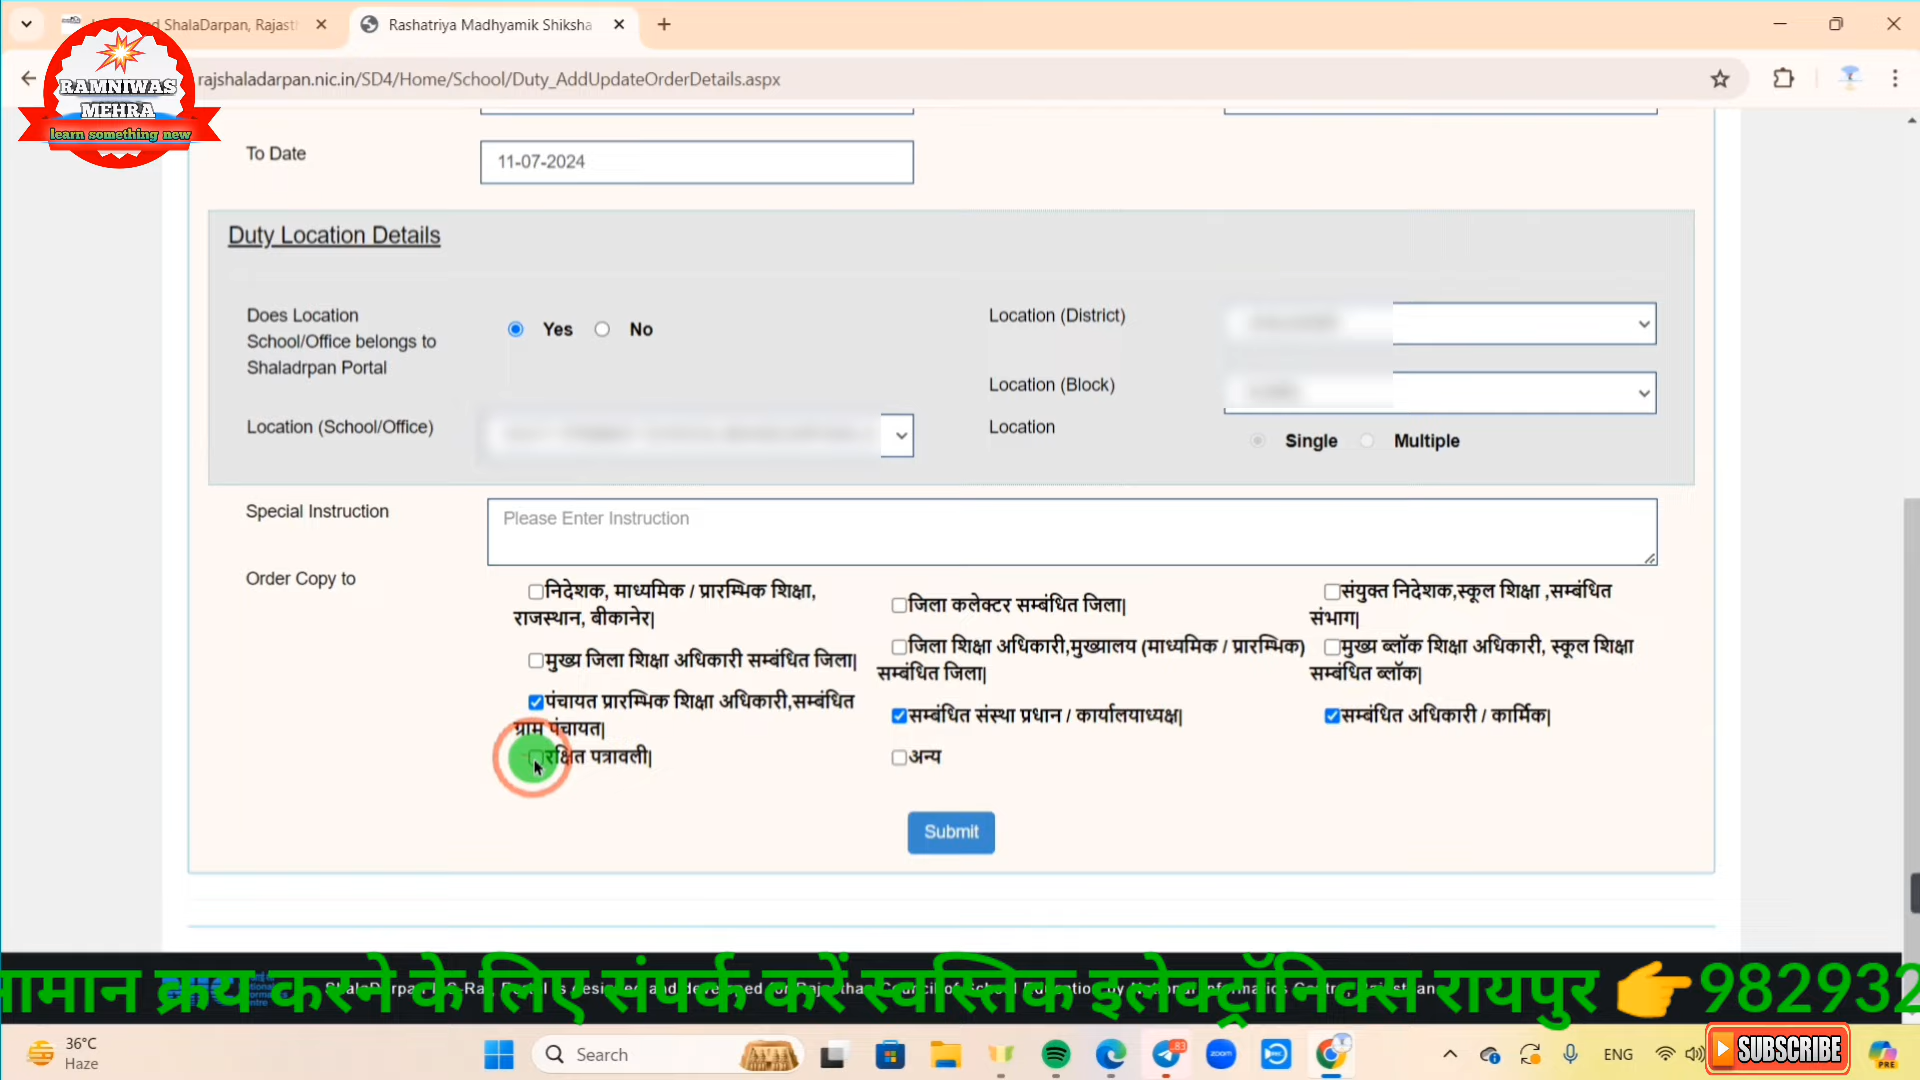 ShalaDarpan, Rajast
Rashatriya Madhyamik Shiksha
rajshaladarpan.nic.in/SD4/Home/School/Duty_AddUpdateOrderDetails.aspx
RAMNIWAS
MEHRA
learn something new
To Date
11-07-2024
Duty Location Details
Does Location School/Office belongs to Shaladrpan Portal
Yes No
Location (District)
Location (Block)
Location (School/Office)
Location
Single Multiple
Special Instruction
Please Enter Instruction
Order Copy to
निदेशक, माध्यमिक / प्रारम्भिक शिक्षा,
राजस्थान, बीकानेर|
जिला कलेक्टर सम्बंधित जिला|
संयुक्त निदेशक,स्कूल शिक्षा ,सम्बंधित
संभाग|
मुख्य जिला शिक्षा अधिकारी सम्बंधित जिला|
जिला शिक्षा अधिकारी,मुख्यालय (माध्यमिक / प्रारम्भिक)
सम्बंधित जिला|
मुख्य ब्लॉक शिक्षा अधिकारी, स्कूल शिक्षा
सम्बंधित ब्लॉक|
पंचायत प्रारम्भिक शिक्षा अधिकारी,सम्बंधित
ग्राम पंचायत|
सम्बंधित संस्था प्रधान / कार्यालयाध्यक्ष|
सम्बंधित अधिकारी / कार्मिक|
रक्षित पत्रावली|
अन्य
Submit
क्रय करने के लिए संपर्क करें स्वस्तिक इलेक्ट्रॉनिक्स रायपुर 👉982932
36°C
Haze
Search
83
zoom
ENG
SUBSCRIBE
PRE